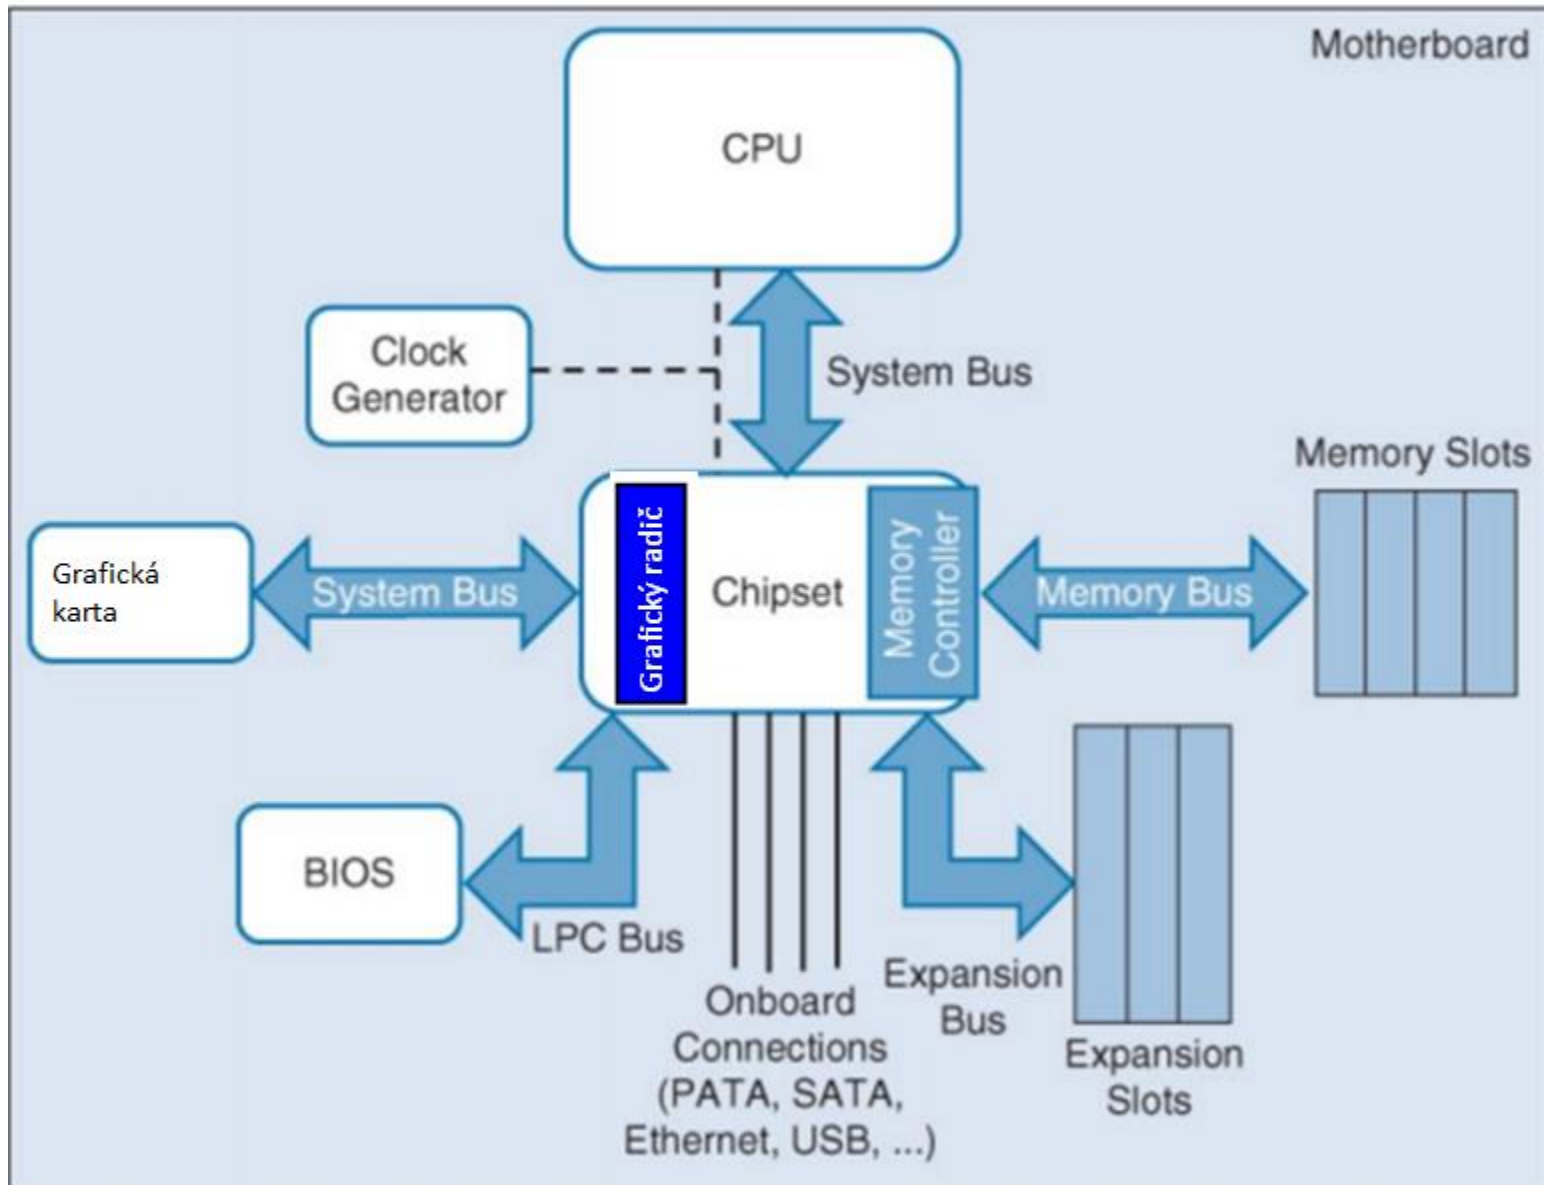 Motherboard
CPU
Clock
Generator
System Bus
Memory Slots
Grafická
karta
System Bus
Grafický radič
Chipset
Memory
Controller
Memory Bus
BIOS
LPC Bus
Onboard
Connections
(PATA, SATA,
Ethernet, USB, ...)
Expansion
Bus
Expansion
Slots